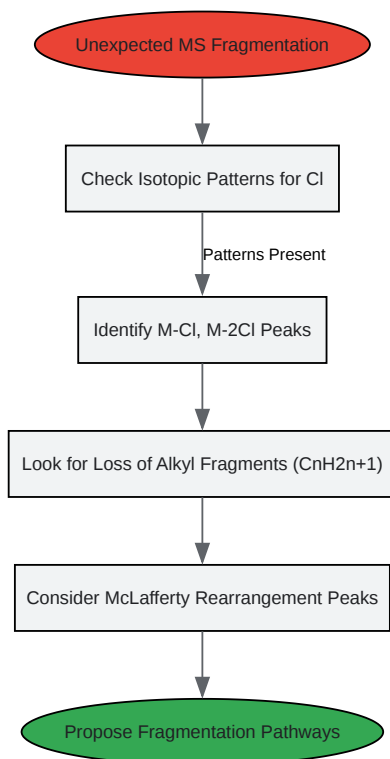 Unexpected MS Fragmentation
Check Isotopic Patterns for Cl
Patterns Present
Identify M-Cl, M-2Cl Peaks
Look for Loss of Alkyl Fragments (CnH2n+1)
Consider McLafferty Rearrangement Peaks
Propose Fragmentation Pathways